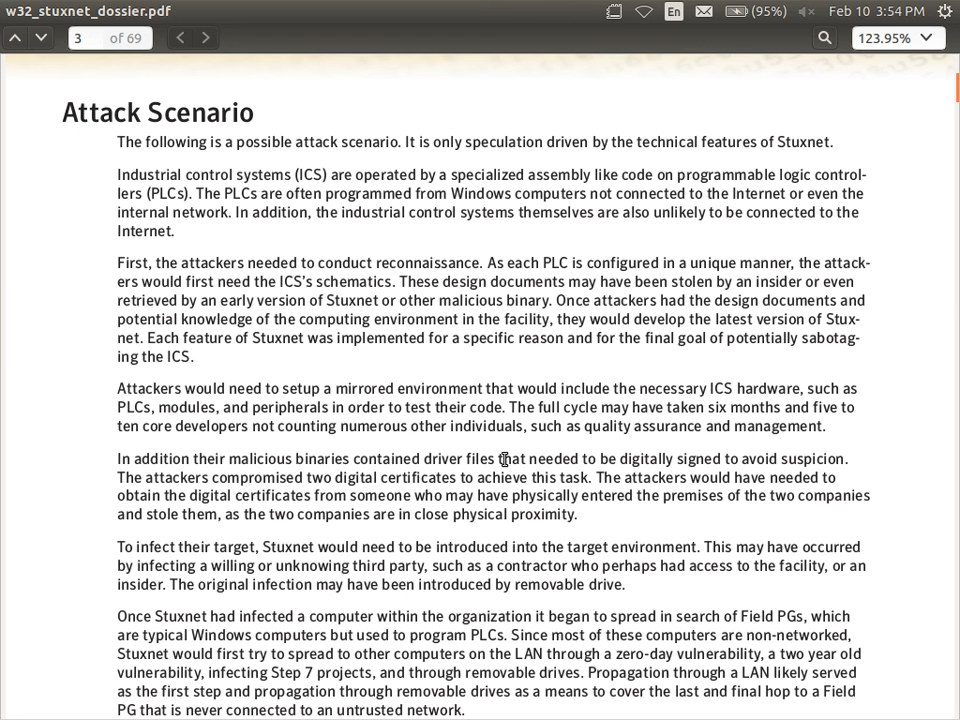 w32_stuxnet_dossier.pdf
En
(95%)
Feb 10 3:54 PM
3 of 69
123.95%
Attack Scenario
The following is a possible attack scenario. It is only speculation driven by the technical features of Stuxnet.
Industrial control systems (ICS) are operated by a specialized assembly like code on programmable logic control-
lers (PLCs). The PLCs are often programmed from Windows computers not connected to the Internet or even the
internal network. In addition, the industrial control systems themselves are also unlikely to be connected to the
Internet.
First, the attackers needed to conduct reconnaissance. As each PLC is configured in a unique manner, the attack-
ers would first need the ICS's schematics. These design documents may have been stolen by an insider or even
retrieved by an early version of Stuxnet or other malicious binary. Once attackers had the design documents and
potential knowledge of the computing environment in the facility, they would develop the latest version of Stux-
net. Each feature of Stuxnet was implemented for a specific reason and for the final goal of potentially sabotag-
ing the ICS.
Attackers would need to setup a mirrored environment that would include the necessary ICS hardware, such as
PLCs, modules, and peripherals in order to test their code. The full cycle may have taken six months and five to
ten core developers not counting numerous other individuals, such as quality assurance and management.
In addition their malicious binaries contained driver files that needed to be digitally signed to avoid suspicion.
The attackers compromised two digital certificates to achieve this task. The attackers would have needed to
obtain the digital certificates from someone who may have physically entered the premises of the two companies
and stole them, as the two companies are in close physical proximity.
To infect their target, Stuxnet would need to be introduced into the target environment. This may have occurred
by infecting a willing or unknowing third party, such as a contractor who perhaps had access to the facility, or an
insider. The original infection may have been introduced by removable drive.
Once Stuxnet had infected a computer within the organization it began to spread in search of Field PGs, which
are typical Windows computers but used to program PLCs. Since most of these computers are non-networked,
Stuxnet would first try to spread to other computers on the LAN through a zero-day vulnerability, a two year old
vulnerability, infecting Step 7 projects, and through removable drives. Propagation through a LAN likely served
as the first step and propagation through removable drives as a means to cover the last and final hop to a Field
PG that is never connected to an untrusted network.